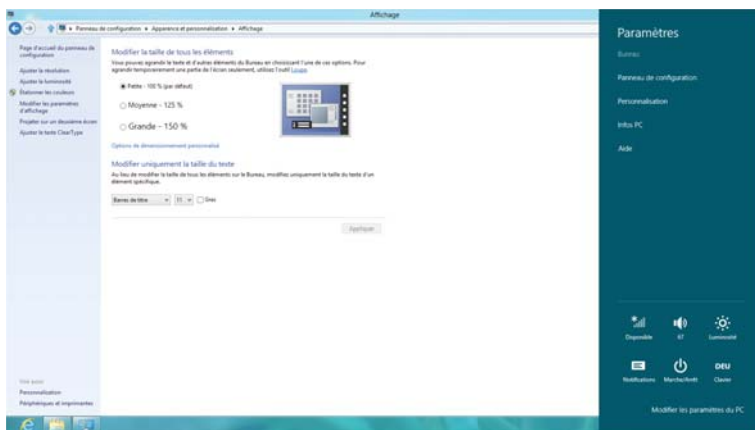 Affichage
Panneau de configuration Apparence et personnalisation Affichage
Page d'accueil du panneau de
configuration
Ajuster la résolution
Ajuster la luminosité
Étalonner les couleurs
Modifier les paramètres
d'affichage
Projeter sur un deuxième écran
Ajuster le texte ClearType
Voir aussi
Personnalisation
Périphériques et imprimantes
Modifier la taille de tous les éléments
Vous pouvez agrandir le texte et d'autres éléments du Bureau en choisissant l'une de ces options. Pour
agrandir temporairement une partie de l'écran seulement, utilisez l'outil Loupe.
Petite - 100 % (par défaut)
Moyenne - 125 %
Grande - 150 %
Options de dimensionnement personnalisé
Modifier uniquement la taille du texte
Au lieu de modifier la taille de tous les éléments sur le Bureau, modifiez uniquement la taille du texte d'un
élément spécifique.
Barres de titre 11 Gras
Appliquer
Paramètres
Bureau
Panneau de configuration
Personnalisation
Infos PC
Aide
Disponible 67 Luminosité
DEU
Notifications Marche/Arrêt Clavier
Modifier les paramètres du PC